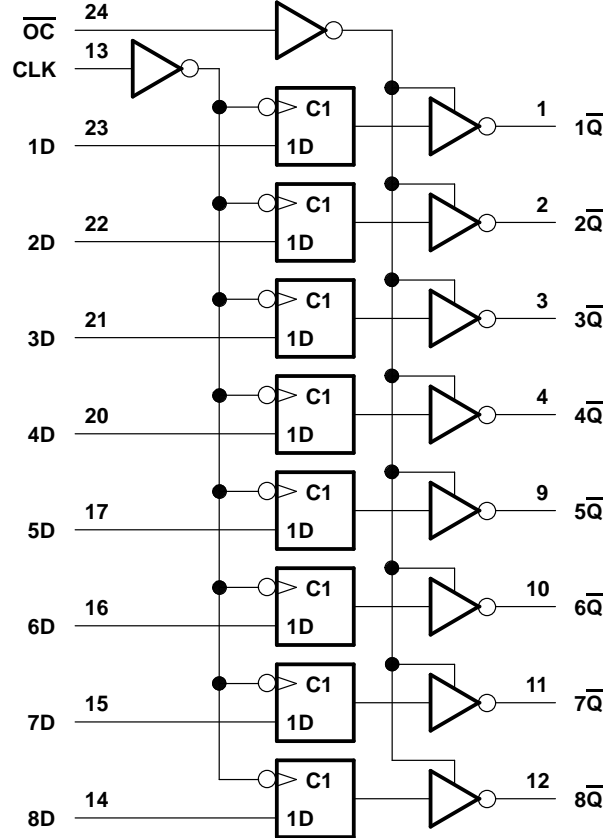 OC 24
CLK 13
C1
1D 23 1D 1 1Q
C1
2D 22 1D 2 2Q
C1
3D 21 1D 3 3Q
C1
4D 20 1D 4 4Q
C1
5D 17 1D 9 5Q
C1
6D 16 1D 10 6Q
C1
7D 15 1D 11 7Q
C1
8D 14 1D 12 8Q